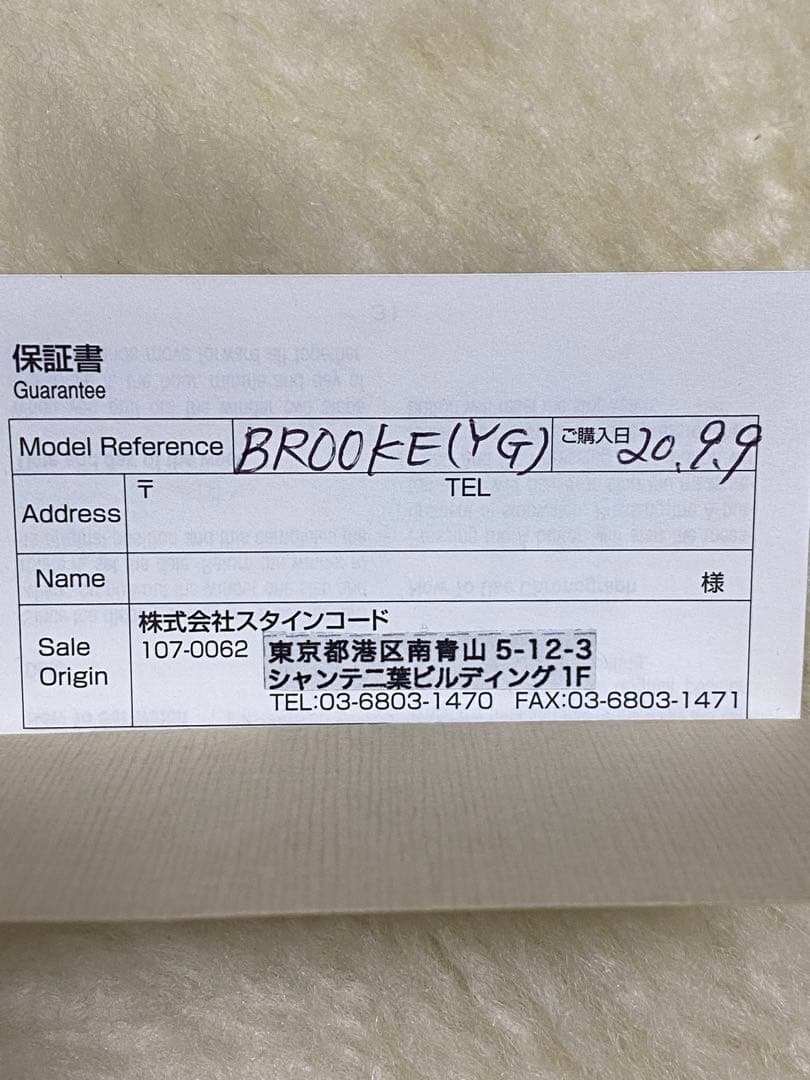 保証書
Guarantee
Model Reference BROOKE(YG) ご購入日 20.9.9
Address 〒 TEL
Name 様
Sale Origin 株式会社スタインコード
107-0062 東京都港区南青山 5-12-3
シャンテ二葉ビルディング 1F
TEL:03-6803-1470 FAX:03-6803-1471